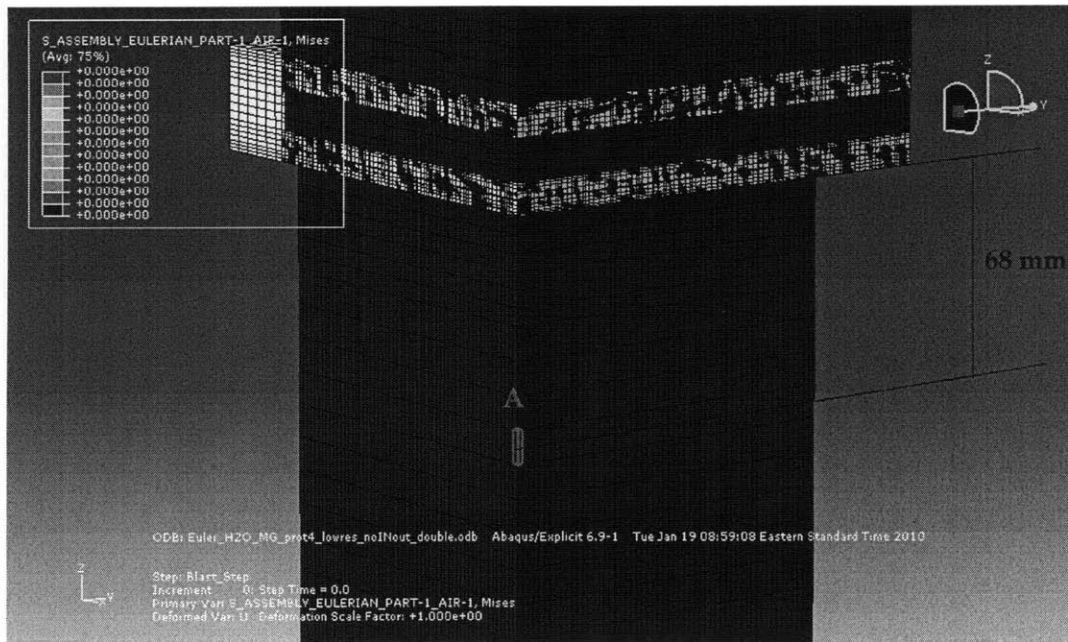 S_ASSEMBLY_EULERIAN_PART-1_AIR-1, Mises
(Avg: 75%)
+0.000e+00
+0.000e+00
+0.000e+00
+0.000e+00
+0.000e+00
+0.000e+00
+0.000e+00
+0.000e+00
+0.000e+00
+0.000e+00
+0.000e+00
+0.000e+00
+0.000e+00
Z
Y
68 mm
A
ODB: Euler_H2O_MG_prot4_lowres_noINout_double.odb Abaqus/Explicit 6.9-1 Tue Jan 19 08:59:08 Eastern Standard Time 2010
Z
X Y
Step: Blast_Step
Increment 0: Step Time = 0.0
Primary Var: S_ASSEMBLY_EULERIAN_PART-1_AIR-1, Mises
Deformed Var: U Deformation Scale Factor: +1.000e+00